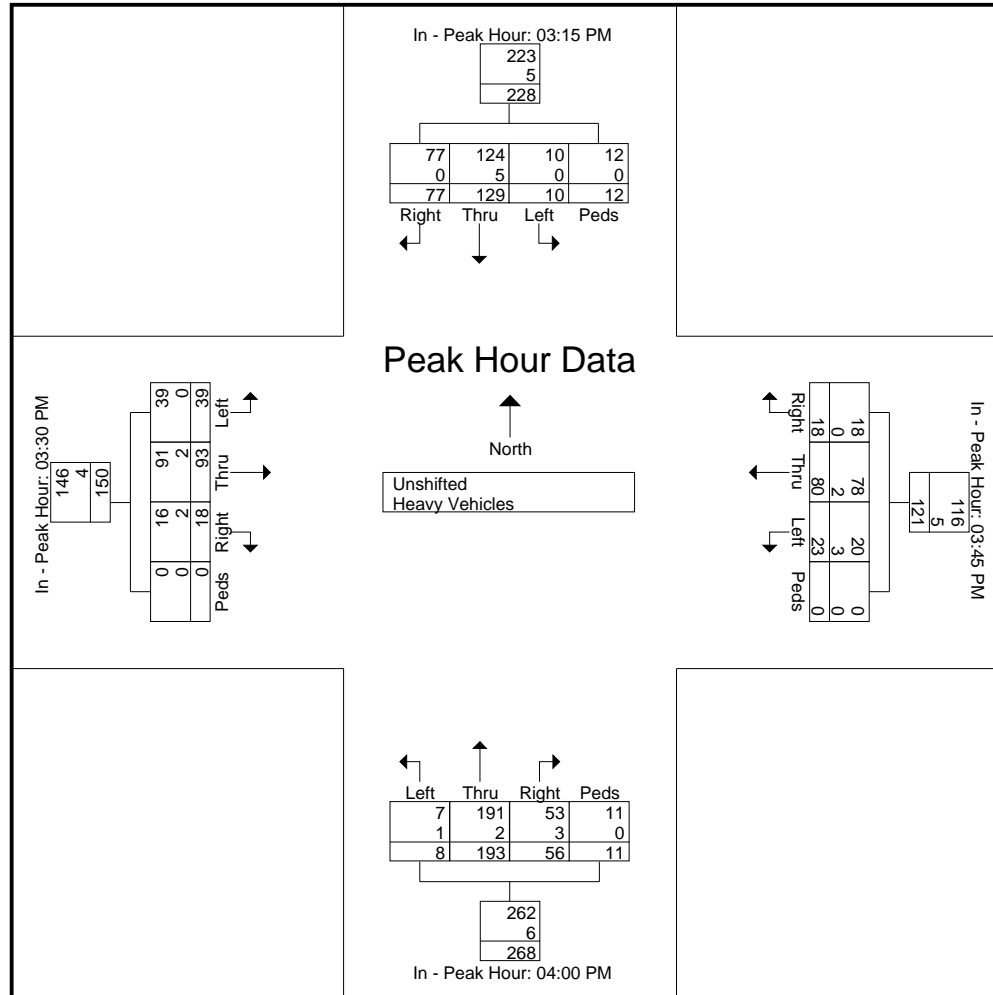 In - Peak Hour: 03:15 PM
223
5
228
77 124 10 12
0 5 0 0
77 129 10 12
Right Thru Left Peds
Peak Hour Data
North
Unshifted
Heavy Vehicles
In - Peak Hour: 03:30 PM
146
4
150
39 91 16 0
0 2 2 0
39 93 18 0
Left Thru Right Peds
In - Peak Hour: 03:45 PM
116
5
121
18 78 20 0
0 2 3 0
18 80 23 0
Right Thru Left Peds
Left Thru Right Peds
7 191 53 11
1 2 3 0
8 193 56 11
262
6
268
In - Peak Hour: 04:00 PM